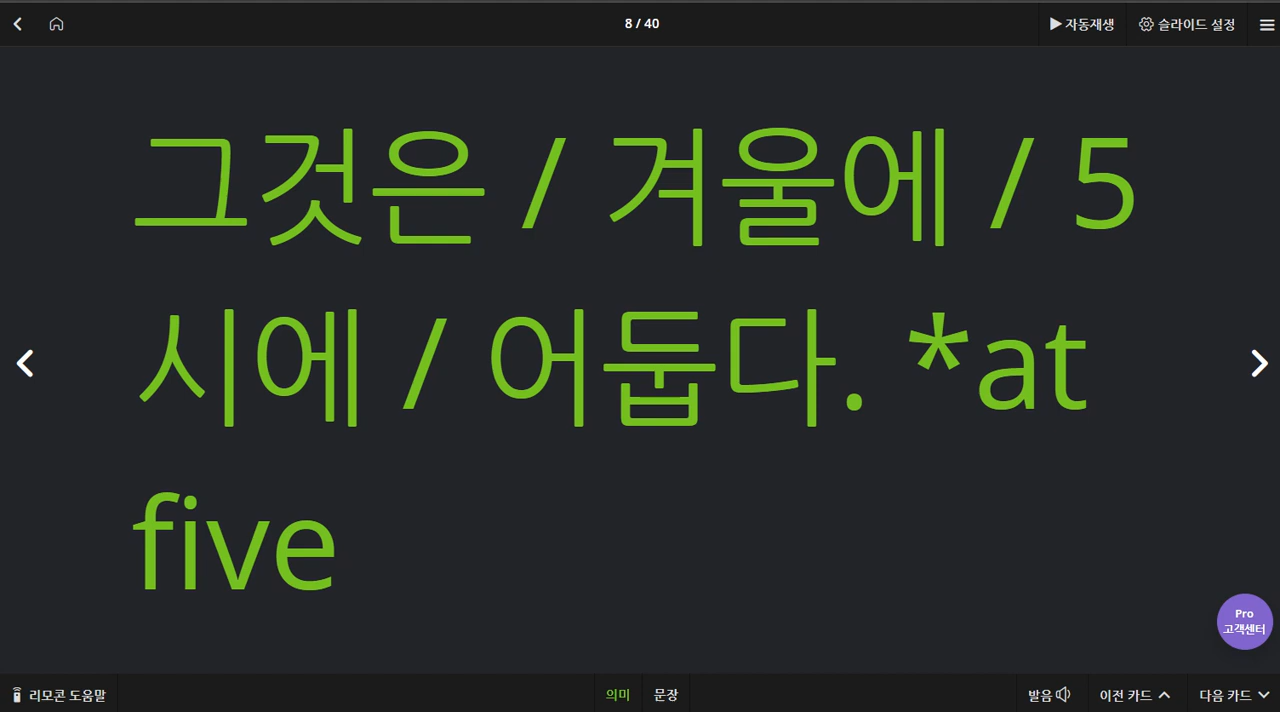 8 / 40
자동재생
슬라이드 설정
그것은 / 겨울에 / 5
시에 / 어둡다. *at
five
Pro
고객센터
리모콘 도움말
의미
문장
발음
이전 카드
다음 카드